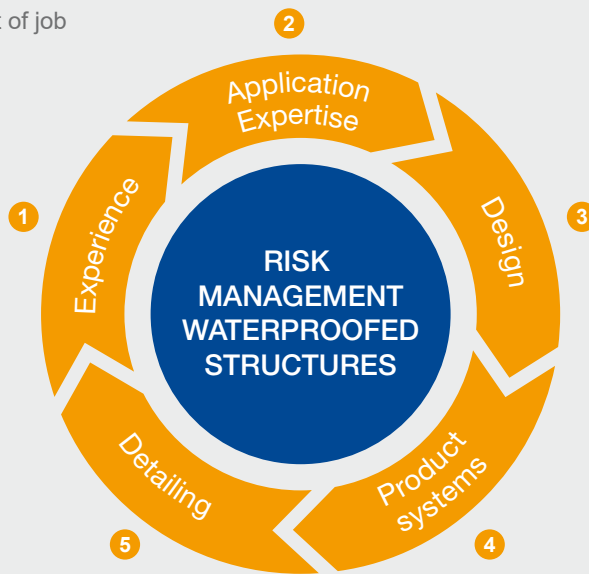 of job
2
Application
Expertise
1
Experience
Design
3
RISK
MANAGEMENT
WATERPROOFED
STRUCTURES
Detailing
Product
systems
5
4